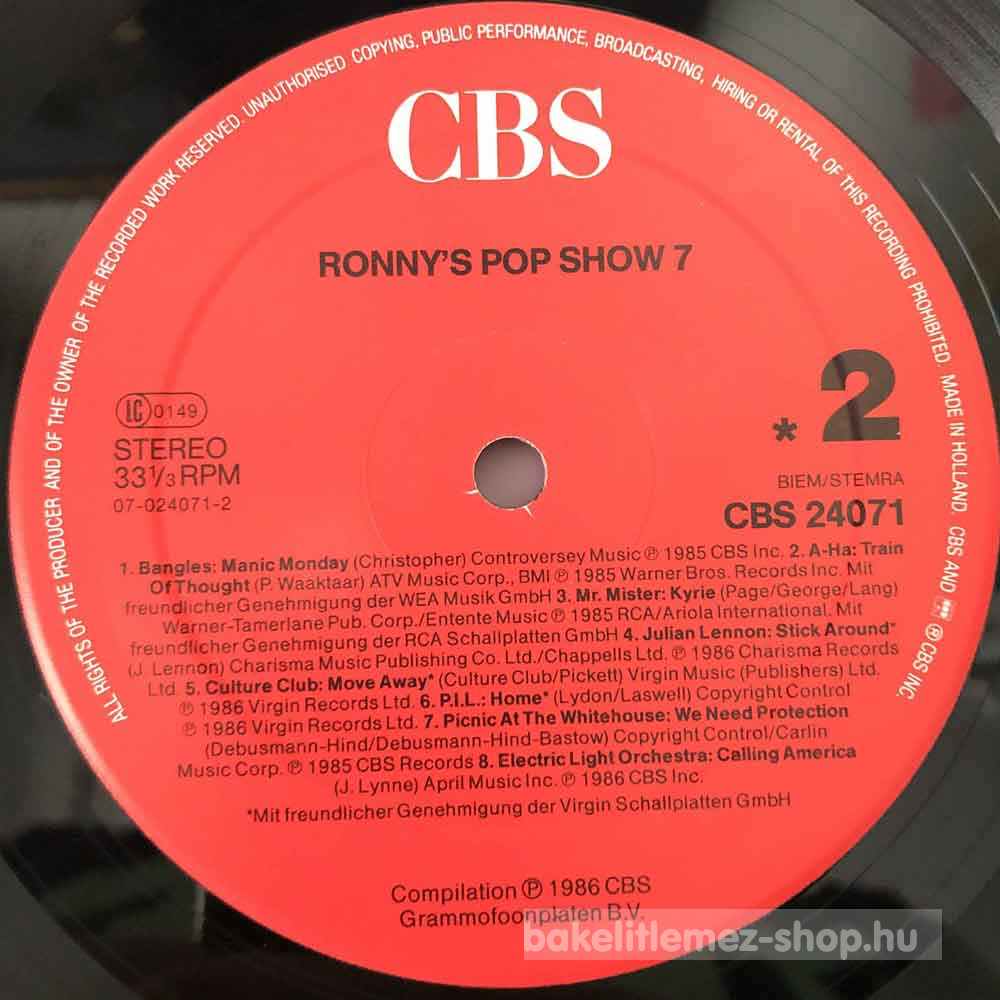 ALL RIGHTS OF THE PRODUCER AND OF THE OWNER OF THE RECORDED WORK RESERVED. UNAUTHORISED COPYING, PUBLIC PERFORMANCE, BROADCASTING, HIRING OR RENTAL OF THIS RECORDING PROHIBITED. MADE IN HOLLAND. CBS AND ® CBS INC.
CBS
RONNY'S POP SHOW 7
LC 0149
STEREO
33 1/3 RPM
07-024071-2
* 2
BIEM/STEMRA
CBS 24071
1. Bangles: Manic Monday (Christopher) Controversey Music ℗ 1985 CBS Inc. 2. A-Ha: Train
Of Thought (P. Waaktaar) ATV Music Corp., BMI ℗ 1985 Warner Bros. Records Inc. Mit
freundlicher Genehmigung der WEA Musik GmbH 3. Mr. Mister: Kyrie (Page/George/Lang)
Warner-Tamerlane Pub. Corp./Entente Music ℗ 1985 RCA/Ariola International. Mit
freundlicher Genehmigung der RCA Schallplatten GmbH 4. Julian Lennon: Stick Around*
(J. Lennon) Charisma Music Publishing Co. Ltd./Chappells Ltd. ℗ 1986 Charisma Records
Ltd. 5. Culture Club: Move Away* (Culture Club/Pickett) Virgin Music (Publishers) Ltd.
℗ 1986 Virgin Records Ltd. 6. P.I.L.: Home* (Lydon/Laswell) Copyright Control
℗ 1986 Virgin Records Ltd. 7. Picnic At The Whitehouse: We Need Protection
(Debusmann-Hind/Debusmann-Hind-Bastow) Copyright Control/Carlin
Music Corp. ℗ 1985 CBS Records 8. Electric Light Orchestra: Calling America
(J. Lynne) April Music Inc. ℗ 1986 CBS Inc.
*Mit freundlicher Genehmigung der Virgin Schallplatten GmbH
Compilation ℗ 1986 CBS
Grammofoonplaten B.V.
bakelitlemez-shop.hu